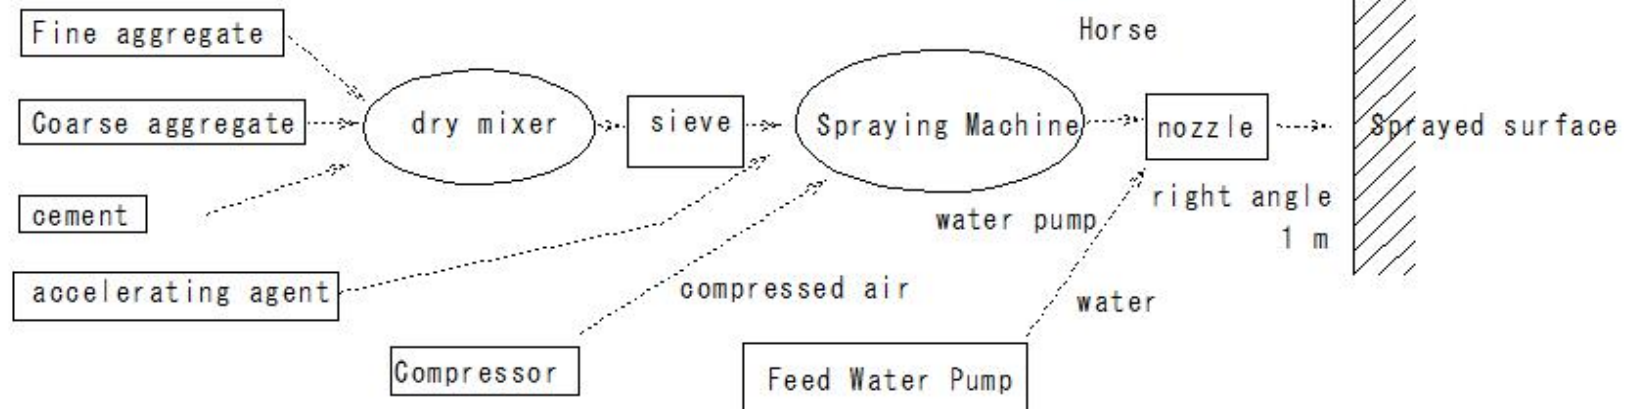 Fine aggregate
Horse
Coarse aggregate
dry mixer
sieve
Spraying Machine
nozzle
Sprayed surface
cement
water pump
right angle
1 m
accelerating agent
compressed air
water
Compressor
Feed Water Pump